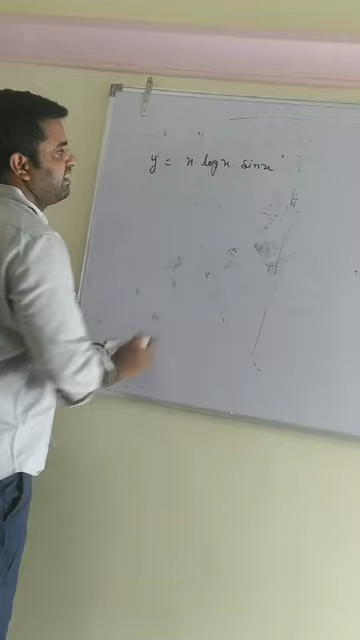 y = x · log x · sin x